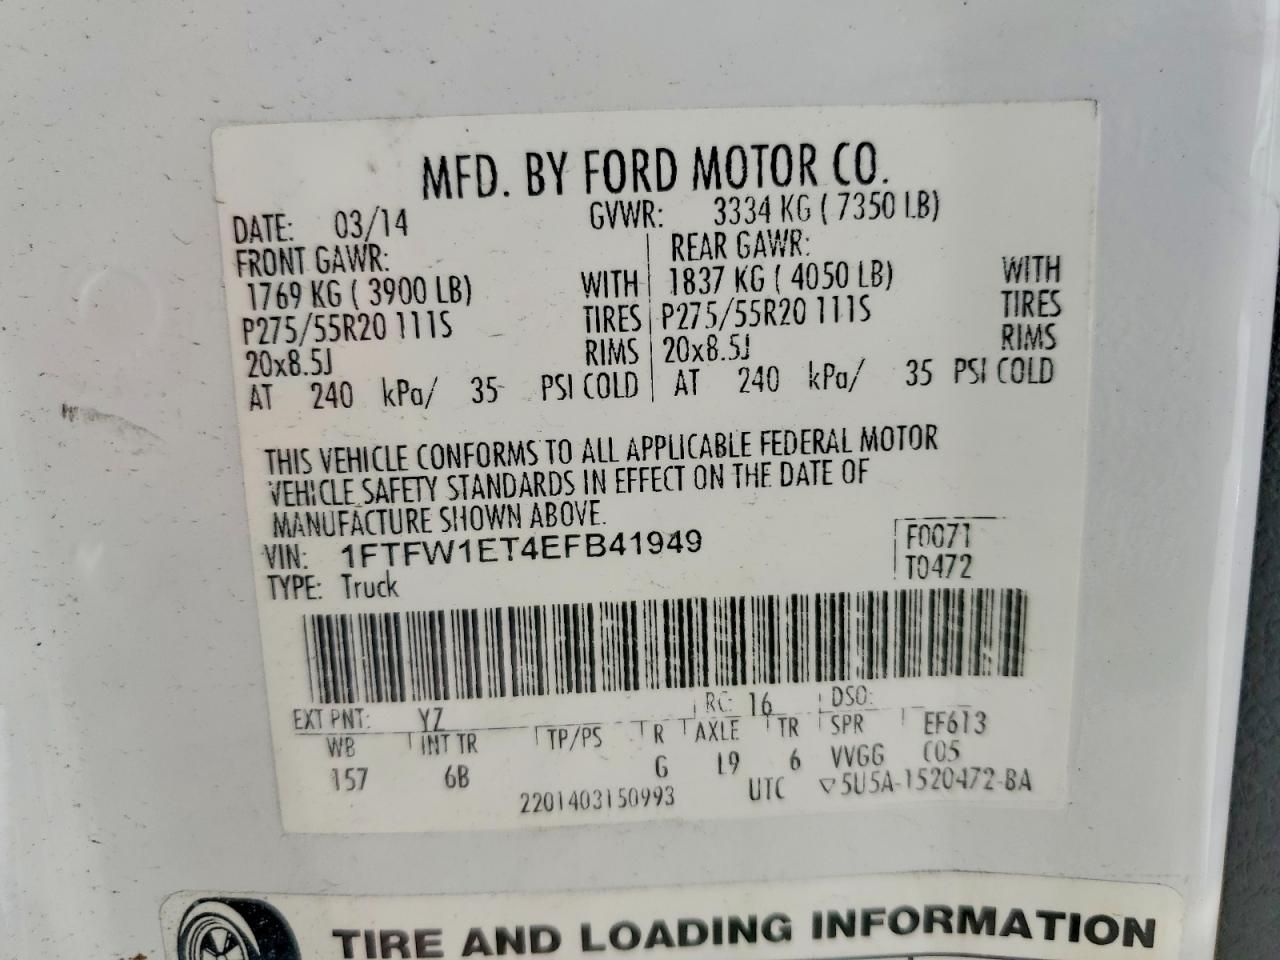 MFD. BY FORD MOTOR CO.
DATE: 03/14 GVWR: 3334 KG ( 7350 LB)
FRONT GAWR: REAR GAWR:
1769 KG ( 3900 LB) WITH 1837 KG ( 4050 LB) WITH
P275/55R20 111S TIRES P275/55R20 111S TIRES
20x8.5J RIMS 20x8.5J RIMS
AT 240 kPa/ 35 PSI COLD AT 240 kPa/ 35 PSI COLD
THIS VEHICLE CONFORMS TO ALL APPLICABLE FEDERAL MOTOR
VEHICLE SAFETY STANDARDS IN EFFECT ON THE DATE OF
MANUFACTURE SHOWN ABOVE.
VIN: 1FTFW1ET4EFB41949 F0071
TYPE: Truck T0472
EXT PNT: YZ RC: 16 DSO:
WB INT TR TP/PS R AXLE TR SPR EF613
157 6B G L9 6 VVGG C05
2201403150993 UTC ▽5U5A-1520472-BA
TIRE AND LOADING INFORMATION